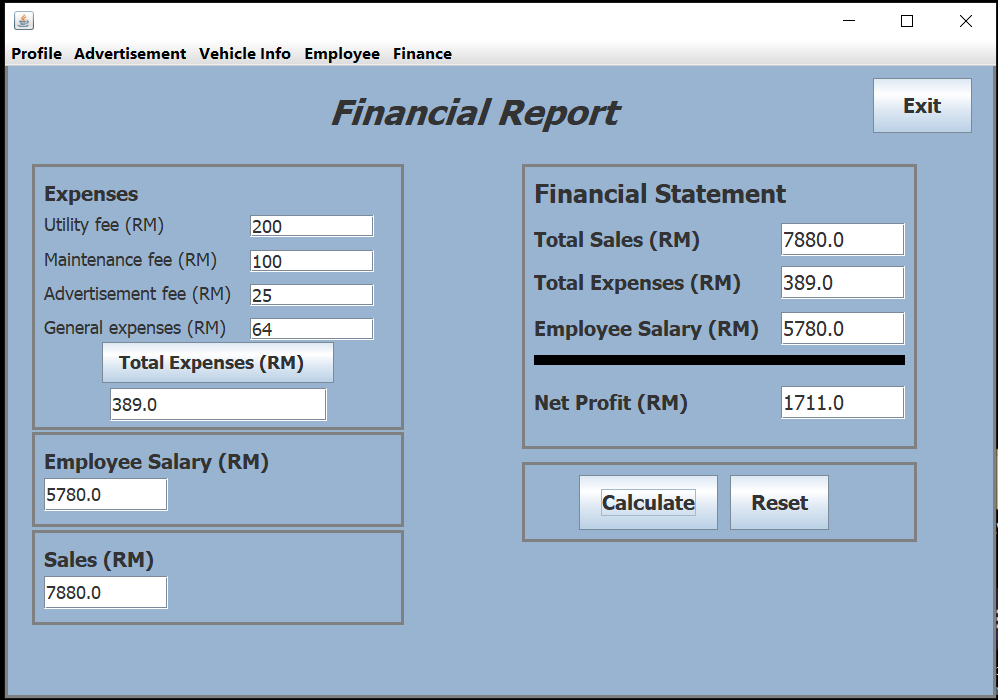 Profile Advertisement Vehicle Info Employee Finance
Financial Report
Exit
Expenses
Utility fee (RM) 200
Maintenance fee (RM) 100
Advertisement fee (RM) 25
General expenses (RM) 64
Total Expenses (RM)
389.0
Employee Salary (RM)
5780.0
Sales (RM)
7880.0
Financial Statement
Total Sales (RM) 7880.0
Total Expenses (RM) 389.0
Employee Salary (RM) 5780.0
Net Profit (RM) 1711.0
Calculate Reset